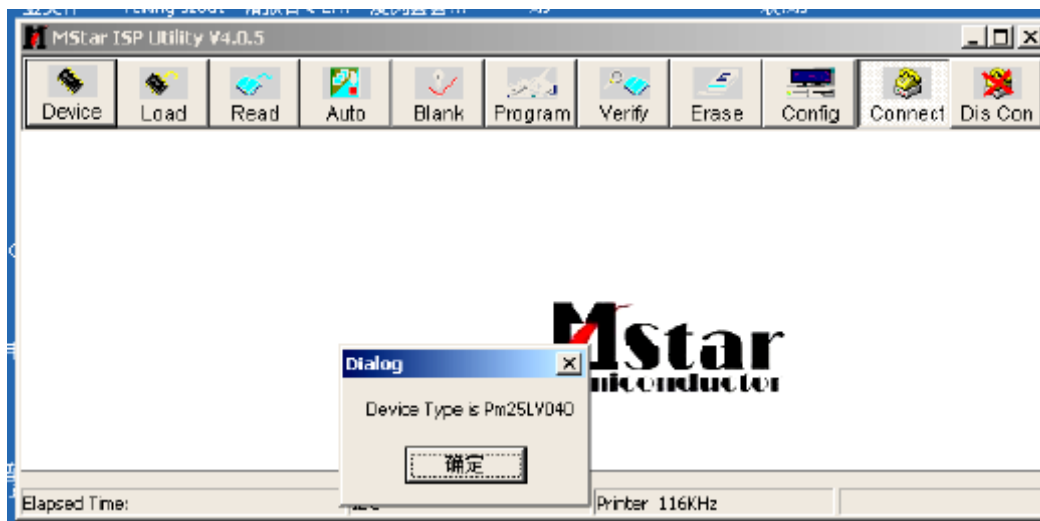 MStar ISP Utility V4.0.5
Device Load Read Auto Blank Program Verify Erase Config Connect Dis Con
MStar
Dialog
Device Type is Pm25LV040
确定
Elapsed Time:
Printer 116KHz